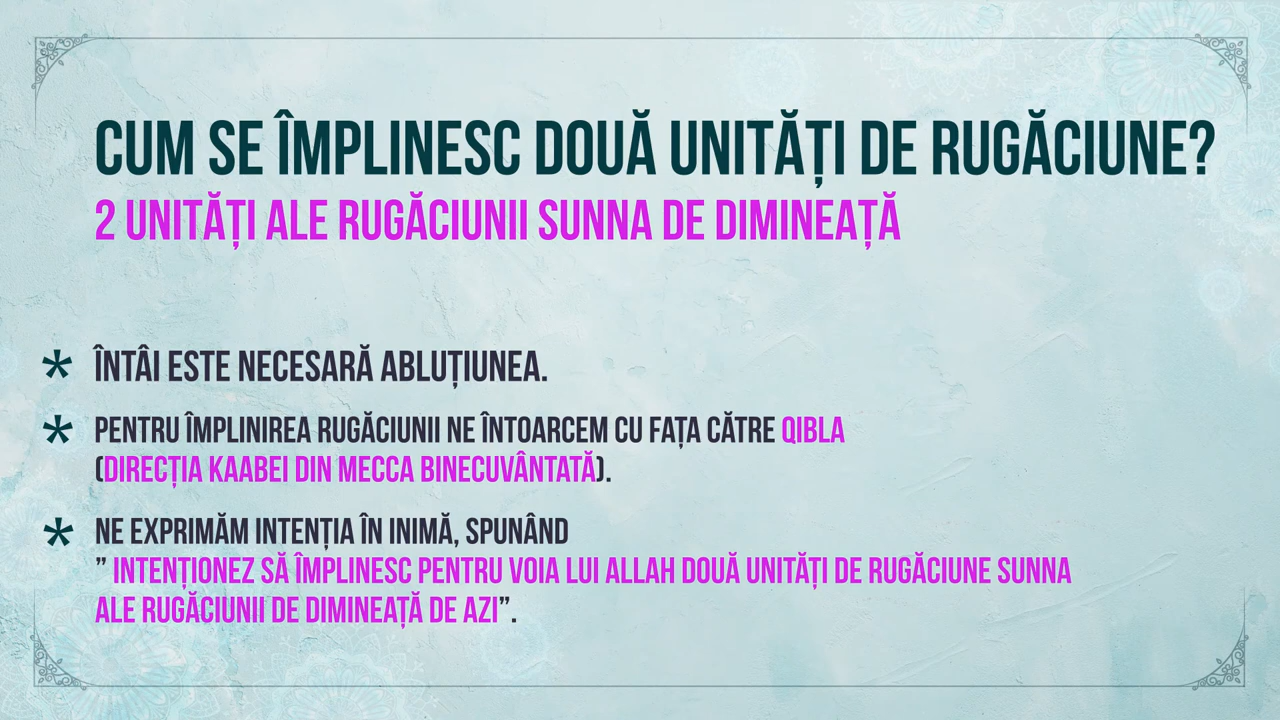 CUM SE ÎMPLINESC DOUĂ UNITĂȚI DE RUGĂCIUNE?
2 UNITĂȚI ALE RUGĂCIUNII SUNNA DE DIMINEAȚĂ
* ÎNTÂI ESTE NECESARĂ ABLUȚIUNEA.
* PENTRU ÎMPLINIREA RUGĂCIUNII NE ÎNTOARCEM CU FAȚA CĂTRE QIBLA
(DIRECȚIA KAABEI DIN MECCA BINECUVÂNTATĂ).
* NE EXPRIMĂM INTENȚIA ÎN INIMĂ, SPUNÂND
” INTENȚIONEZ SĂ ÎMPLINESC PENTRU VOIA LUI ALLAH DOUĂ UNITĂȚI DE RUGĂCIUNE SUNNA
ALE RUGĂCIUNII DE DIMINEAȚĂ DE AZI”.